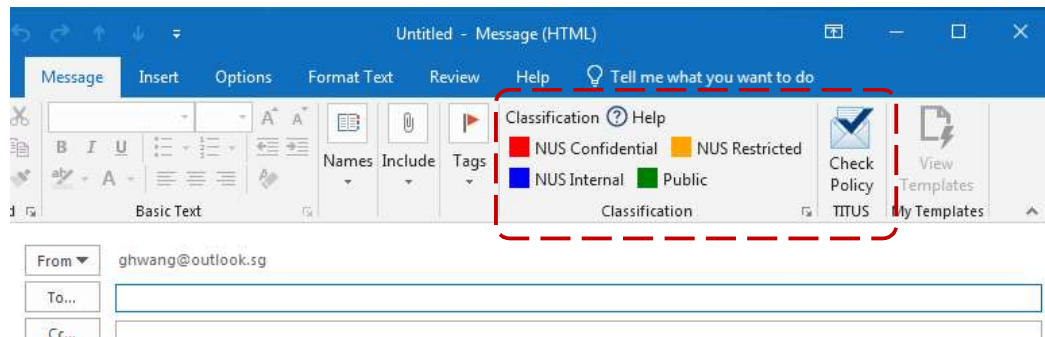 Untitled - Message (HTML)
Message Insert Options Format Text Review Help Tell me what you want to do
Classification ? Help
NUS Confidential NUS Restricted
NUS Internal Public
B I U
A
Names Include Tags
Check Policy
View Templates
Basic Text Classification TITUS My Templates
From ghwang@outlook.sg
To...
Cc...